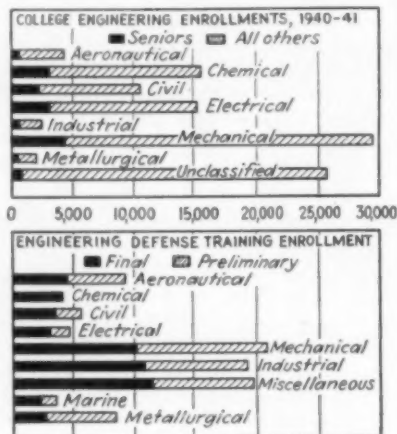 COLLEGE ENGINEERING ENROLLMENTS, 1940-41
Seniors All others
Aeronautical
Chemical
Civil
Electrical
Industrial
Mechanical
Metallurgical
Unclassified
0 5,000 10,000 15,000 20,000 25,000 30,000
ENGINEERING DEFENSE TRAINING ENROLLMENT
Final Preliminary
Aeronautical
Chemical
Civil
Electrical
Mechanical
Industrial
Miscellaneous
Marine
Metallurgical